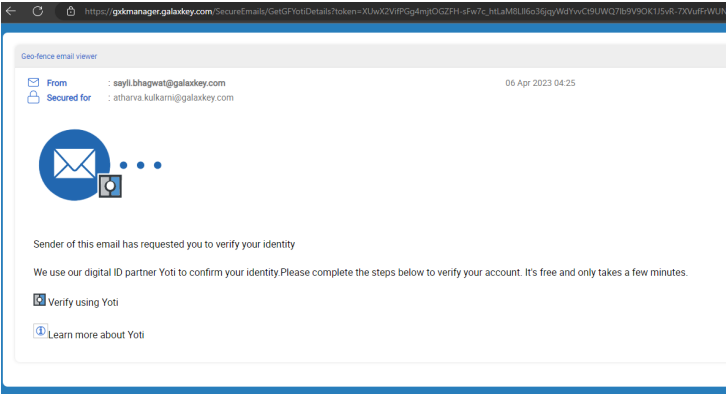 https://gxkmanager.galaxkey.com/SecureEmails/GetGFYotiDetails?token=
Geo-fence email viewer
From : sayli.bhagwat@galaxkey.com 06 Apr 2023 04:25
Secured for : atharva.kulkarni@galaxkey.com
Sender of this email has requested you to verify your identity
We use our digital ID partner Yoti to confirm your identity.Please complete the steps below to verify your account. It's free and only takes a few minutes.
Verify using Yoti
Learn more about Yoti